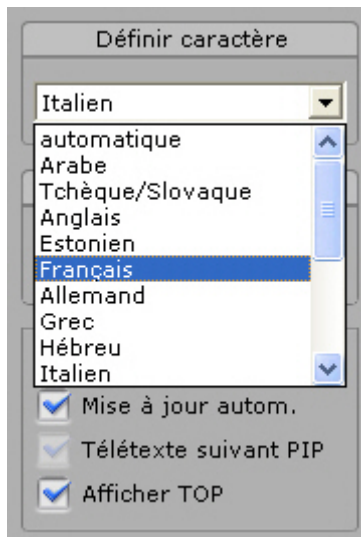 Définir caractère
Italien
automatique
Arabe
Tchèque/Slovaque
Anglais
Estonien
Français
Allemand
Grec
Hébreu
Italien
Mise à jour autom.
Télétexte suivant PIP
Afficher TOP